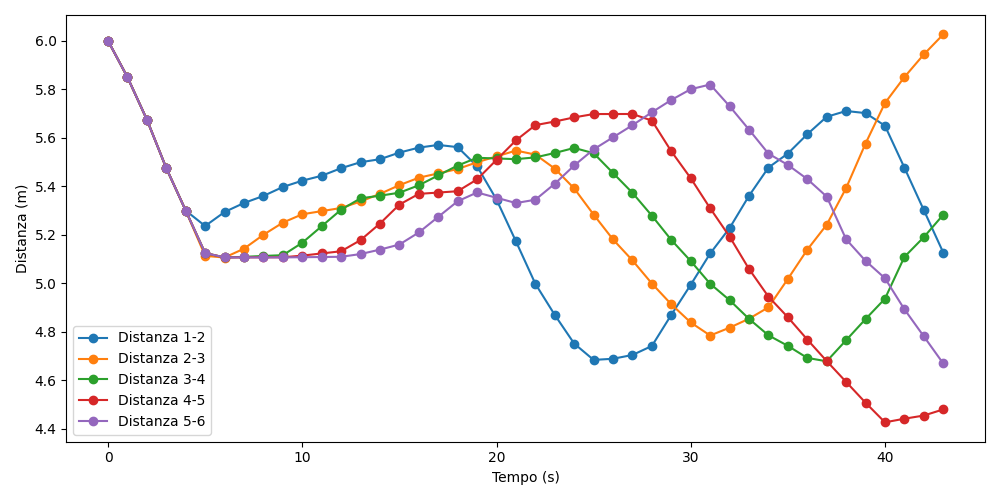 6.0
5.8
5.6
5.4
5.2
5.0
4.8
4.6
4.4
Distanza (m)
Distanza 1-2
Distanza 2-3
Distanza 3-4
Distanza 4-5
Distanza 5-6
0 10 20 30 40
Tempo (s)